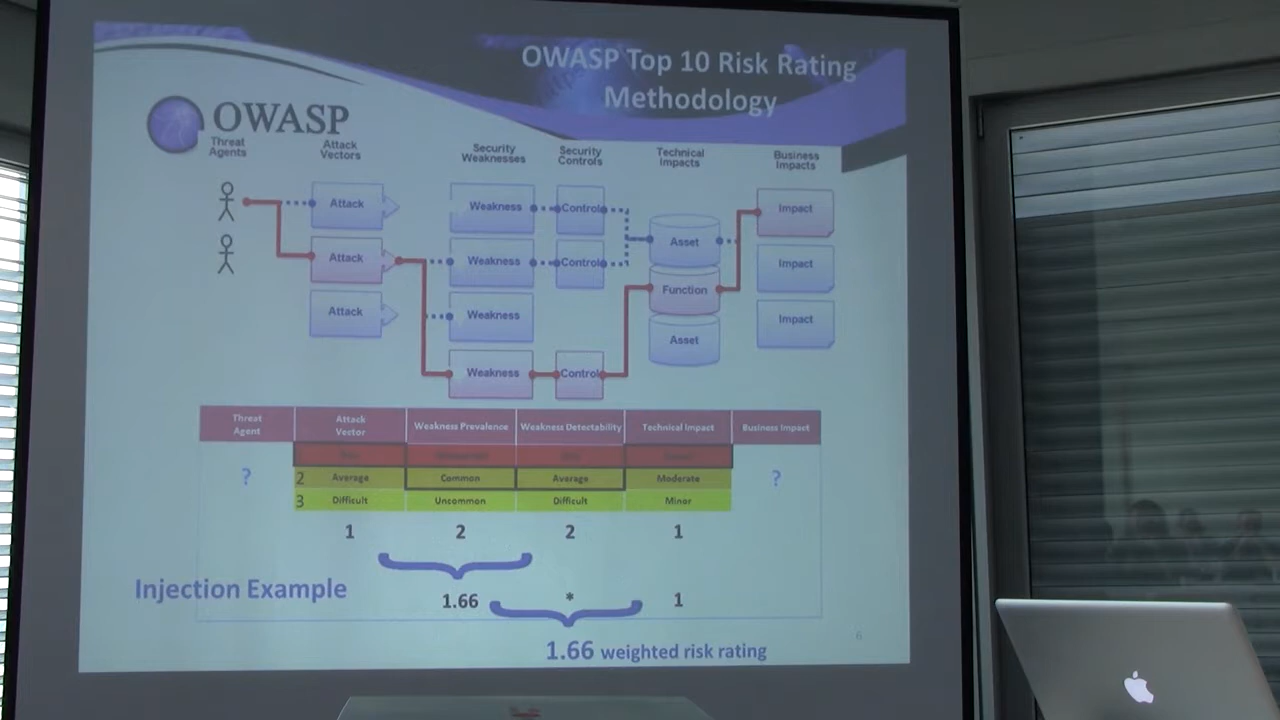 OWASP Top 10 Risk Rating
Methodology
OWASP
Threat
Agents
Attack
Vectors
Security
Weaknesses
Security
Controls
Technical
Impacts
Business
Impacts
Attack
Weakness
Control
Asset
Impact
Attack
Weakness
Control
Function
Impact
Attack
Weakness
Asset
Impact
Weakness
Control
Threat
Agent
Attack
Vector
Weakness Prevalence
Weakness Detectability
Technical Impact
Business Impact
?
2 Average Common Average Moderate
?
3 Difficult Uncommon Difficult Minor
1 2 2 1
Injection Example
1.66 * 1
1.66 weighted risk rating
6